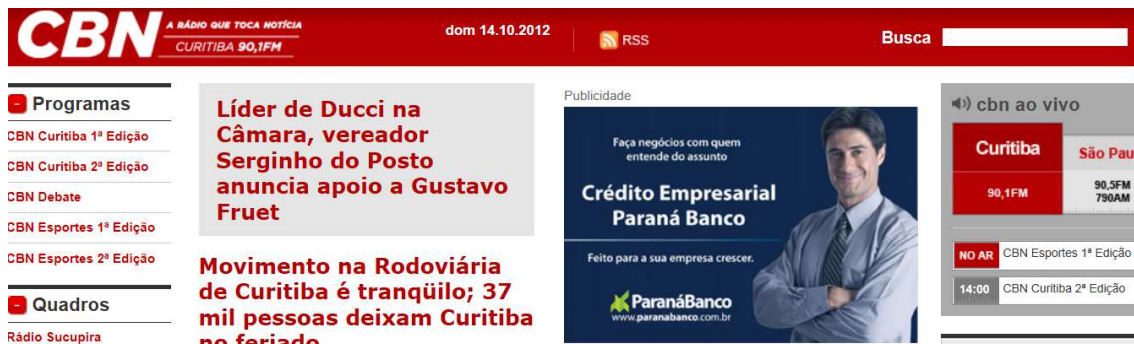 CBN
A RÁDIO QUE TOCA NOTÍCIA
CURITIBA 90,1FM
dom 14.10.2012
RSS
Busca
Programas
CBN Curitiba 1ª Edição
CBN Curitiba 2ª Edição
CBN Debate
CBN Esportes 1ª Edição
CBN Esportes 2ª Edição
Quadros
Rádio Sucupira
Líder de Ducci na
Câmara, vereador
Serginho do Posto
anuncia apoio a Gustavo
Fruet
Movimento na Rodoviária
de Curitiba é tranqüilo; 37
mil pessoas deixam Curitiba
no feriado
Publicidade
Faça negócios com quem
entende do assunto
Crédito Empresarial
Paraná Banco
Feito para a sua empresa crescer.
ParanáBanco
www.paranabanco.com.br
cbn ao vivo
Curitiba
São Pau
90,1FM
90,5FM
790AM
NO AR CBN Esportes 1ª Edição
14:00 CBN Curitiba 2ª Edição